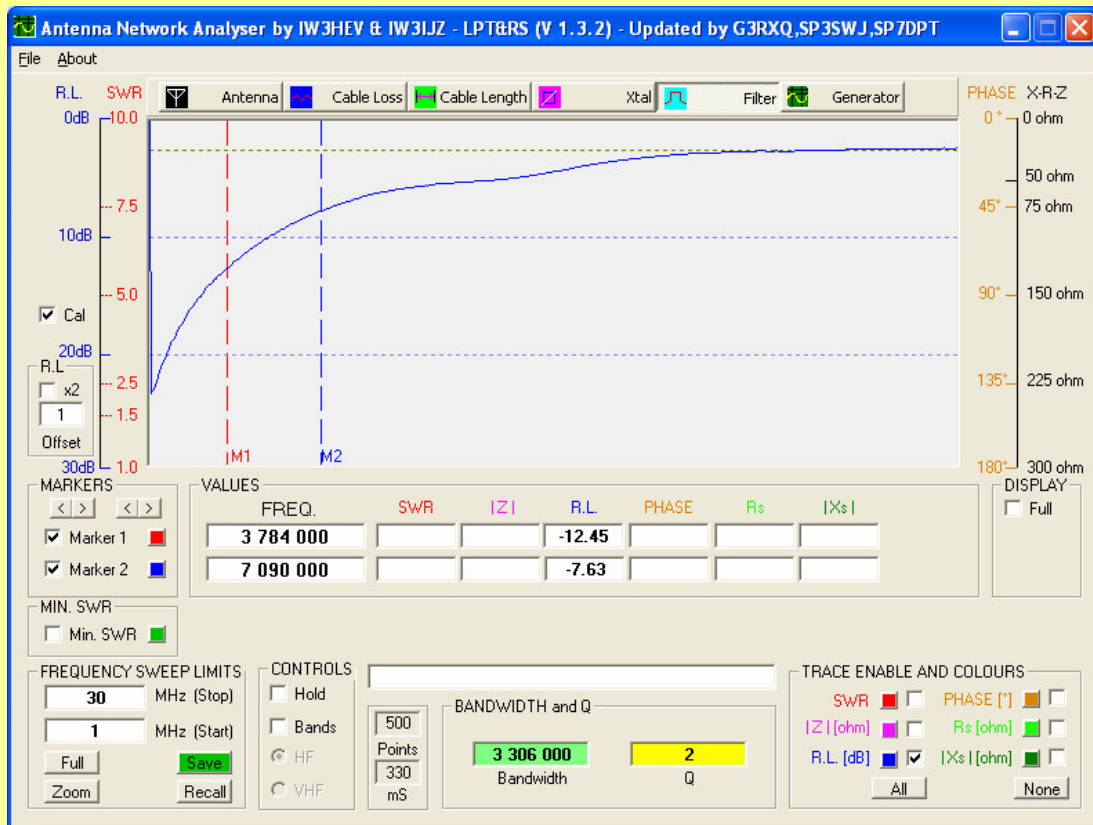 Antenna Network Analyser by IW3HEV & IW3IJZ - LPT&RS (V 1.3.2) - Updated by G3RXQ,SP3SWJ,SP7DPT
File About
R.L. SWR Antenna Cable Loss Cable Length Xtal Filter Generator PHASE X-R-Z
0dB 10.0 0 ° 0 ohm
50 ohm
7.5 45° 75 ohm
10dB
5.0 90° 150 ohm
Cal
20dB
R.L
2.5 135° 225 ohm
x2
1 1.5
Offset
M1 M2
30dB 1.0 180° 300 ohm
MARKERS VALUES DISPLAY
< > < > FREQ. SWR |Z| R.L. PHASE Rs |Xs| Full
Marker 1 3 784 000 -12.45
Marker 2 7 090 000 -7.63
MIN. SWR
Min. SWR
FREQUENCY SWEEP LIMITS CONTROLS TRACE ENABLE AND COLOURS
30 MHz (Stop) Hold SWR PHASE [°]
1 MHz (Start) Bands 500 BANDWIDTH and Q |Z| [ohm] Rs [ohm]
Full Save HF Points 3 306 000 2 R.L. [dB] |Xs| [ohm]
330 Bandwidth Q
Zoom Recall VHF mS All None